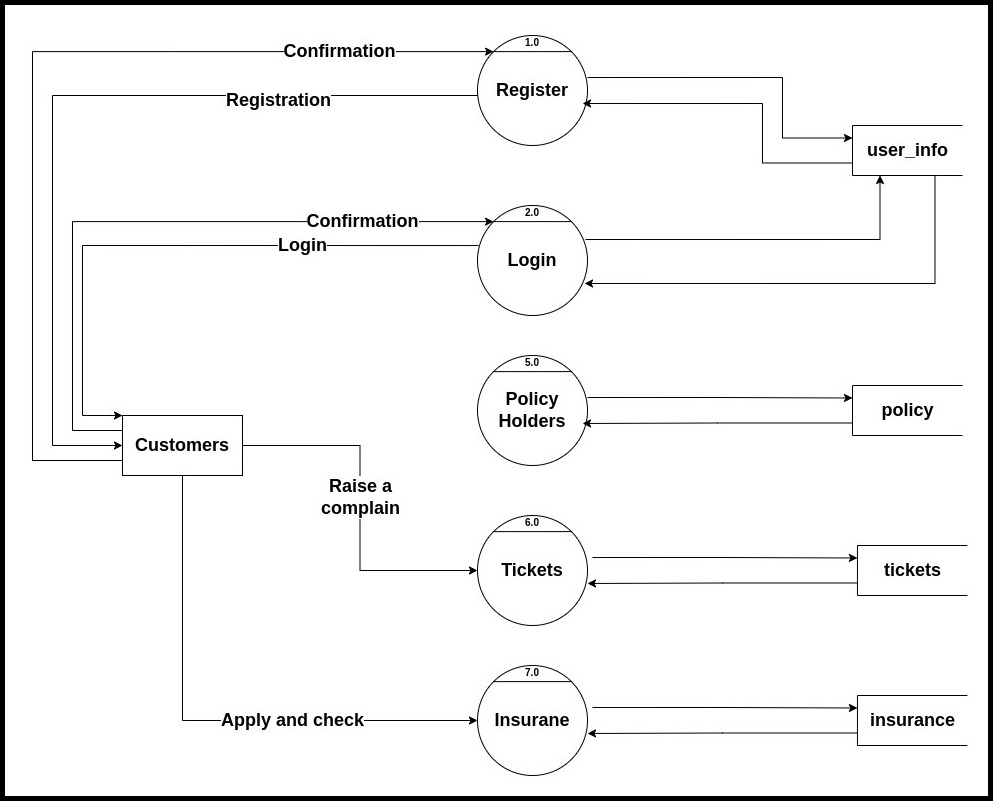 1.0
Confirmation
Register
Registration
user_info
2.0
Confirmation
Login
Login
5.0
Policy
Holders
policy
Customers
Raise a
complain
6.0
Tickets
tickets
7.0
Apply and check
Insurane
insurance